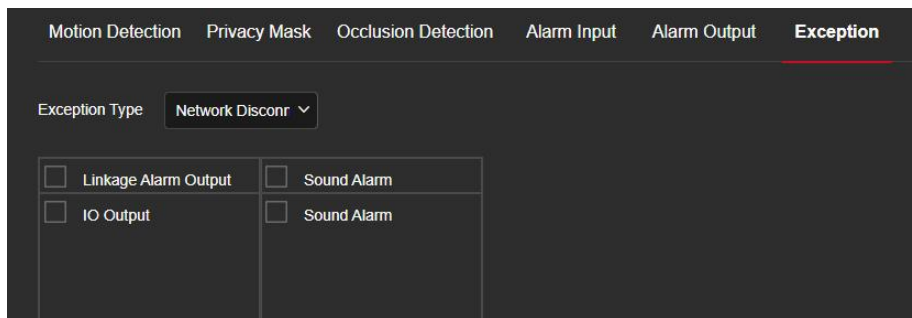 Motion Detection Privacy Mask Occlusion Detection Alarm Input Alarm Output Exception
Exception Type Network Disconr
Linkage Alarm Output Sound Alarm
IO Output Sound Alarm